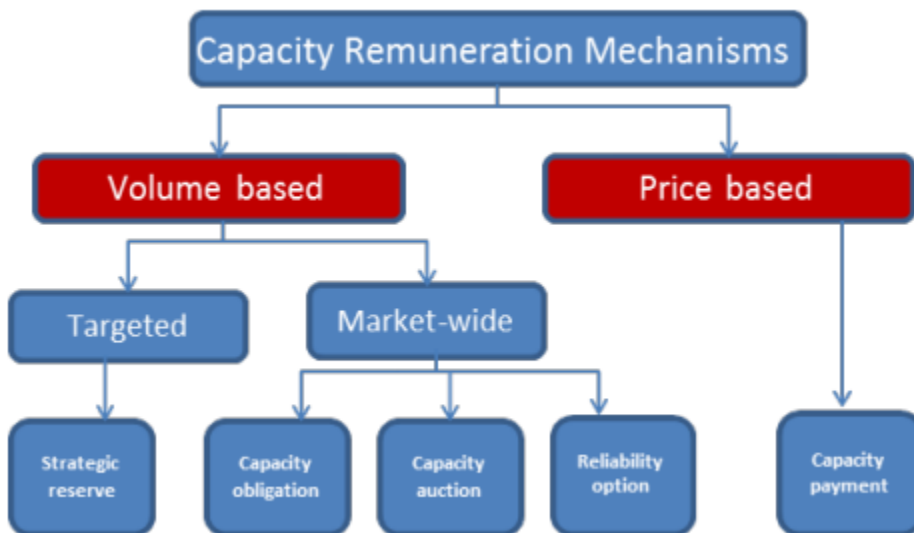 Capacity Remuneration Mechanisms
Volume based
Price based
Targeted
Market-wide
Strategic
reserve
Capacity
obligation
Capacity
auction
Reliability
option
Capacity
payment